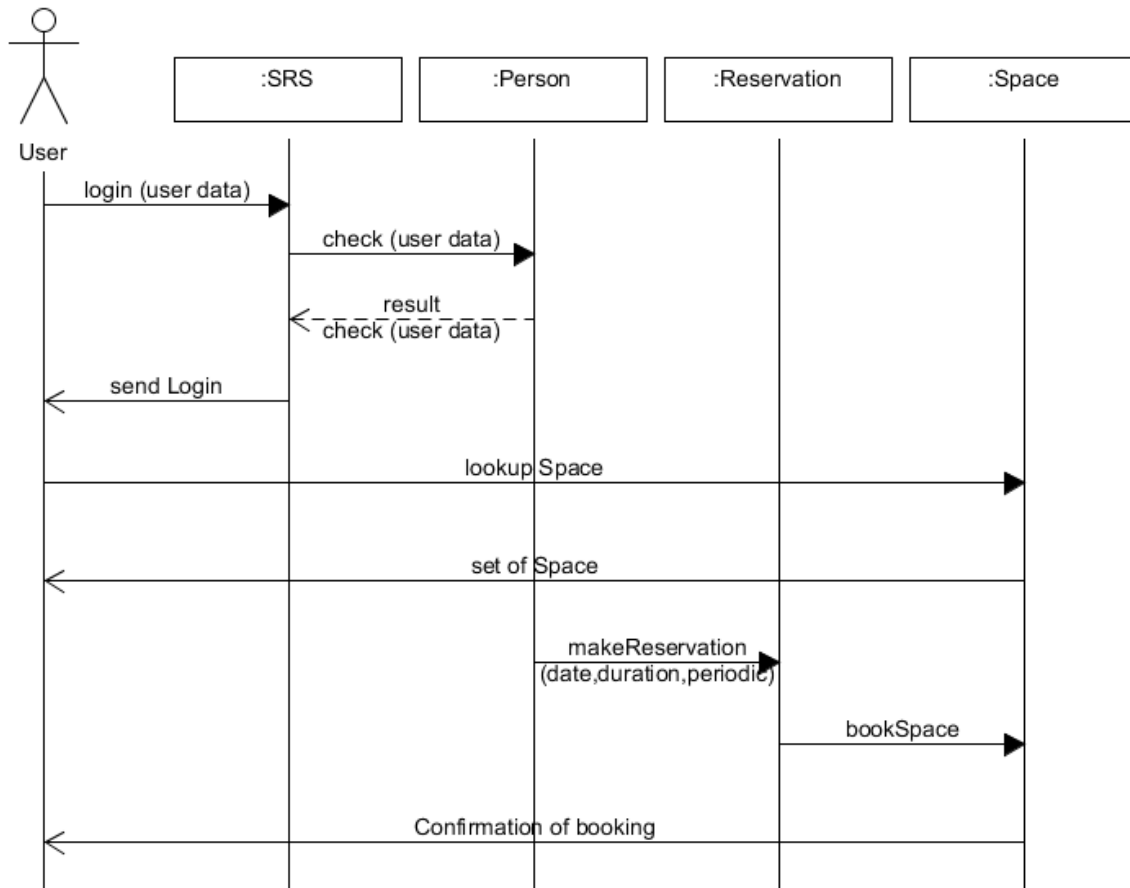 :SRS
:Person
:Reservation
:Space
User
login (user data)
check (user data)
result
check (user data)
send Login
lookup Space
set of Space
makeReservation
(date,duration,periodic)
bookSpace
Confirmation of booking